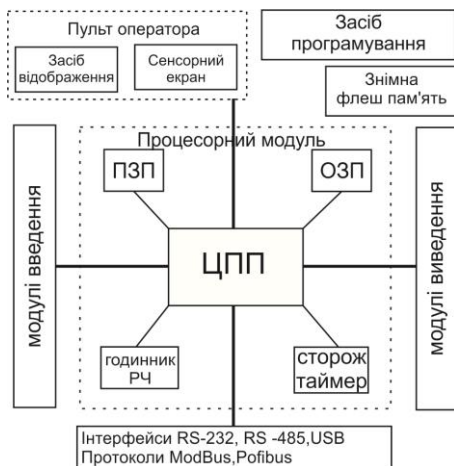 Пульт оператора
Засіб
відображення
Сенсорний
екран
Засіб
програмування
Знімна
флеш пам'ять
Процесорний модуль
ПЗП
ОЗП
ЦПП
модулі введення
модулі виведення
годинник
РЧ
сторож
таймер
Інтерфейси RS-232, RS -485,USB
Протоколи ModBus,Pofibus